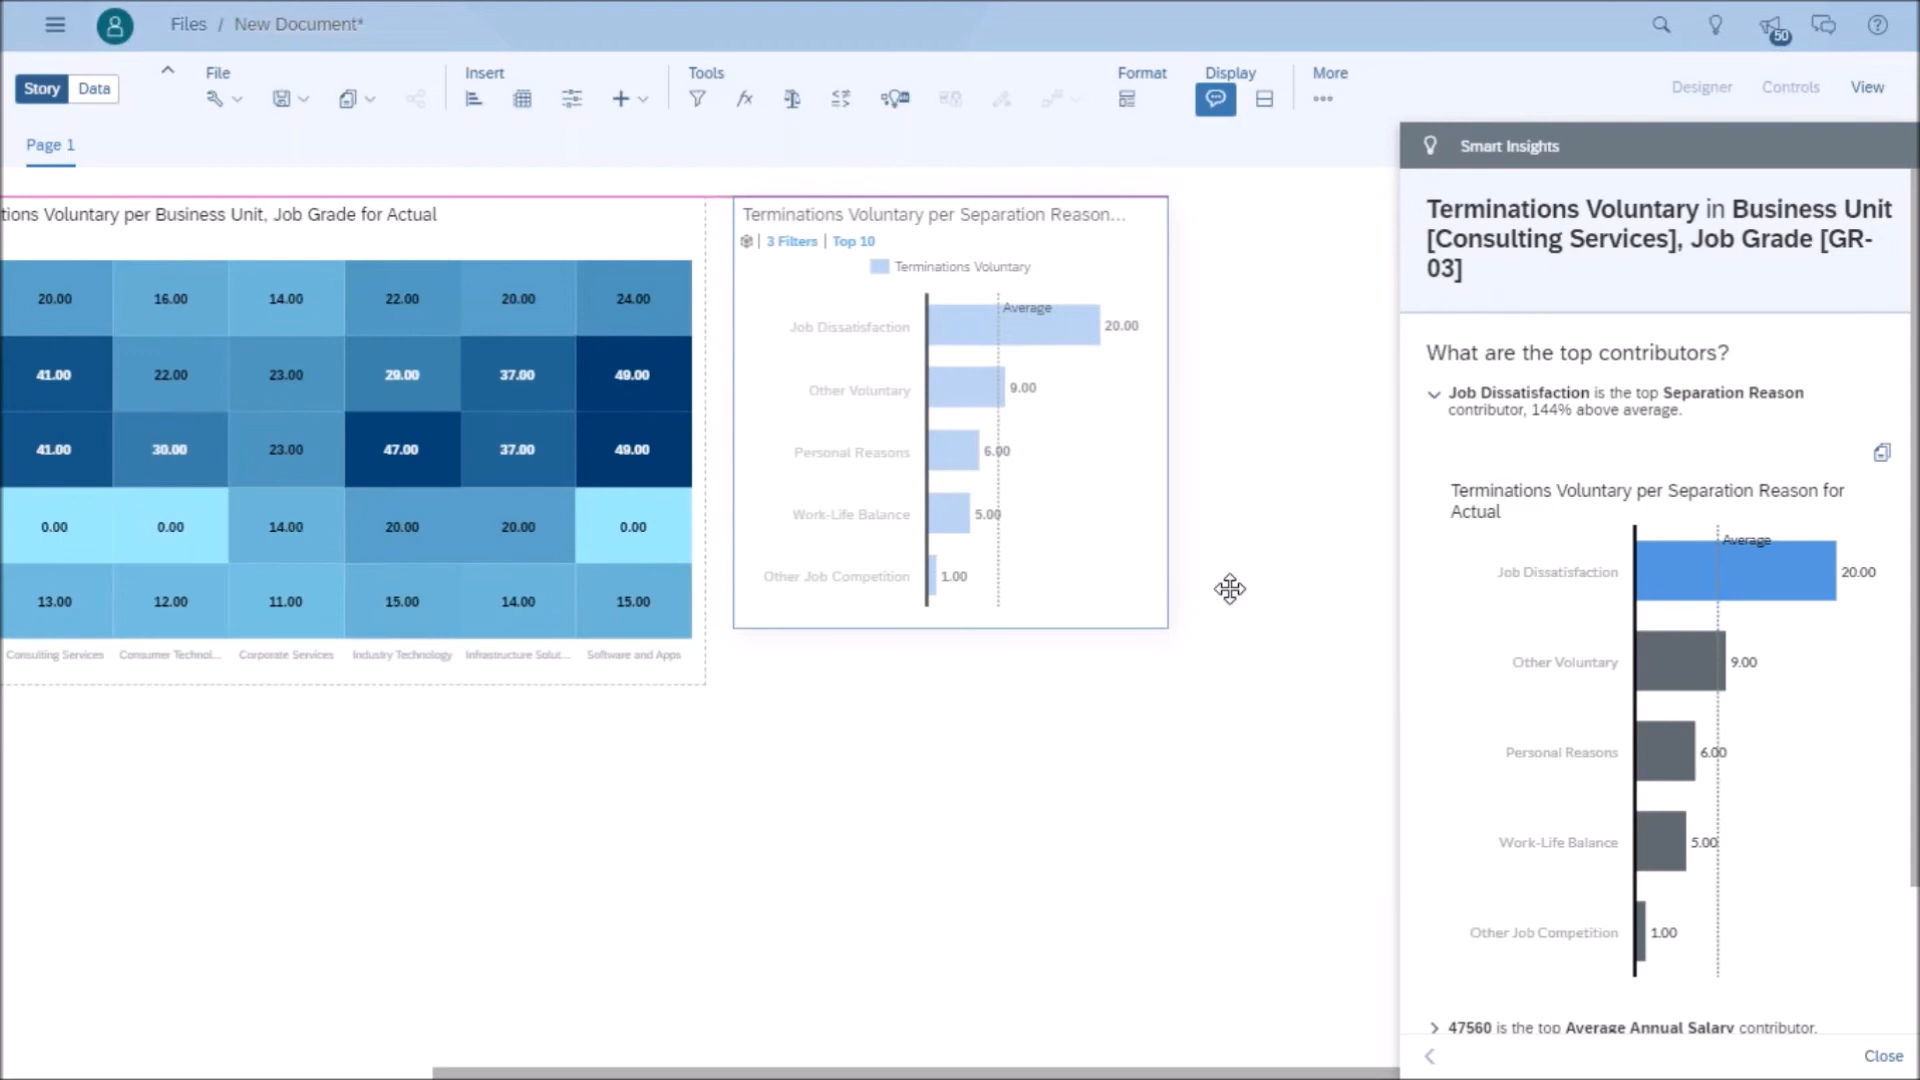 Files / New Document*
50
Story Data
File
Insert
Tools
Format
Display
More
Designer Controls View
Page 1
tions Voluntary per Business Unit, Job Grade for Actual
20.00 16.00 14.00 22.00 20.00 24.00
41.00 22.00 23.00 29.00 37.00 49.00
41.00 30.00 23.00 47.00 37.00 49.00
0.00 0.00 14.00 20.00 20.00 0.00
13.00 12.00 11.00 15.00 14.00 15.00
Consulting Services Consumer Technol... Corporate Services Industry Technology Infrastructure Solut... Software and Apps
Terminations Voluntary per Separation Reason...
| 3 Filters | Top 10
Terminations Voluntary
Average
Job Dissatisfaction 20.00
Other Voluntary 9.00
Personal Reasons 6.00
Work-Life Balance 5.00
Other Job Competition 1.00
Smart Insights
Terminations Voluntary in Business Unit
[Consulting Services], Job Grade [GR-
03]
What are the top contributors?
Job Dissatisfaction is the top Separation Reason
contributor, 144% above average.
Terminations Voluntary per Separation Reason for
Actual
Average
Job Dissatisfaction 20.00
Other Voluntary 9.00
Personal Reasons 6.00
Work-Life Balance 5.00
Other Job Competition 1.00
47560 is the top Average Annual Salary contributor.
Close